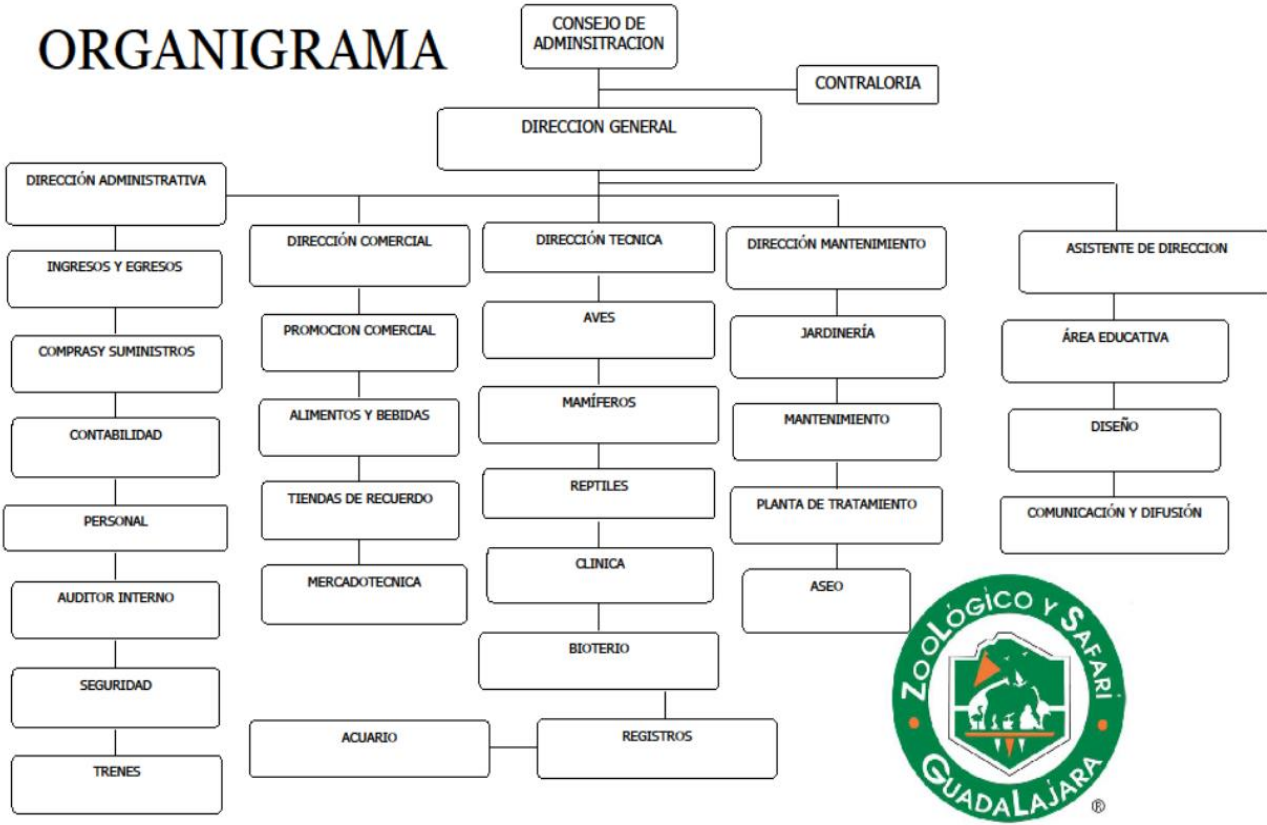 ORGANIGRAMA
CONSEJO DE
ADMINSITRACION
CONTRALORIA
DIRECCION GENERAL
DIRECCIÓN ADMINISTRATIVA
INGRESOS Y EGRESOS
COMPRASY SUMINISTROS
CONTABILIDAD
PERSONAL
AUDITOR INTERNO
SEGURIDAD
TRENES
DIRECCIÓN COMERCIAL
PROMOCION COMERCIAL
ALIMENTOS Y BEBIDAS
TIENDAS DE RECUERDO
MERCADOTECNICA
DIRECCIÓN TECNICA
AVES
MAMÍFEROS
REPTILES
CLINICA
BIOTERIO
REGISTROS
ACUARIO
DIRECCIÓN MANTENIMIENTO
JARDINERÍA
MANTENIMIENTO
PLANTA DE TRATAMIENTO
ASEO
ASISTENTE DE DIRECCION
ÁREA EDUCATIVA
DISEÑO
COMUNICACIÓN Y DIFUSIÓN
ZOOLÓGICO Y SAFARI
GUADALAJARA
®